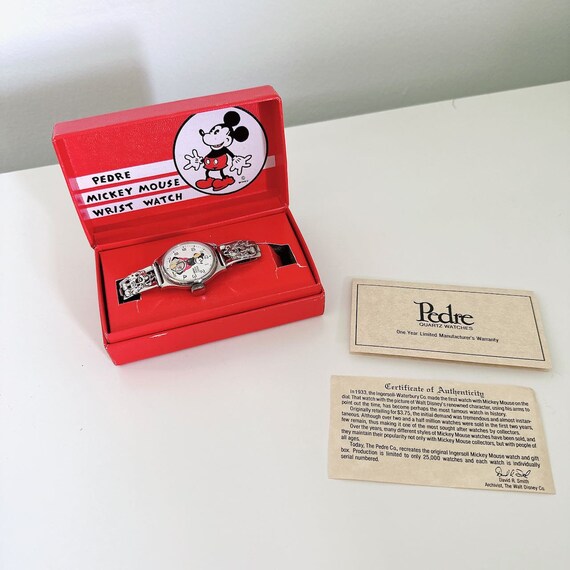 PEDRE
MICKEY MOUSE
WRIST WATCH
Pedre
QUARTZ WATCHES
One Year Limited Manufacturer's Warranty
Certificate of Authenticity
In 1933, the Ingersoll-Waterbury Co. made the first watch with Mickey Mouse on the
dial. That watch with the picture of Walt Disney's renowned character, using his arms to
point out the time, has become perhaps the most famous watch in history.
Originally retailing for $3.75, the initial demand was tremendous and almost instan-
taneous. Although over two and a half million watches were sold in the first two years,
few remain, thus making it one of the most sought after watches by collectors.
Over the years, many different styles of Mickey Mouse watches have been sold, and
they maintain their popularity not only with Mickey Mouse collectors, but with people of
all ages.
Today, The Pedre Co., recreates the original Ingersoll Mickey Mouse watch and gift
box. Production is limited to only 25,000 watches and each watch is individually
serial numbered.
David R. Smith
Archivist, The Walt Disney Co.